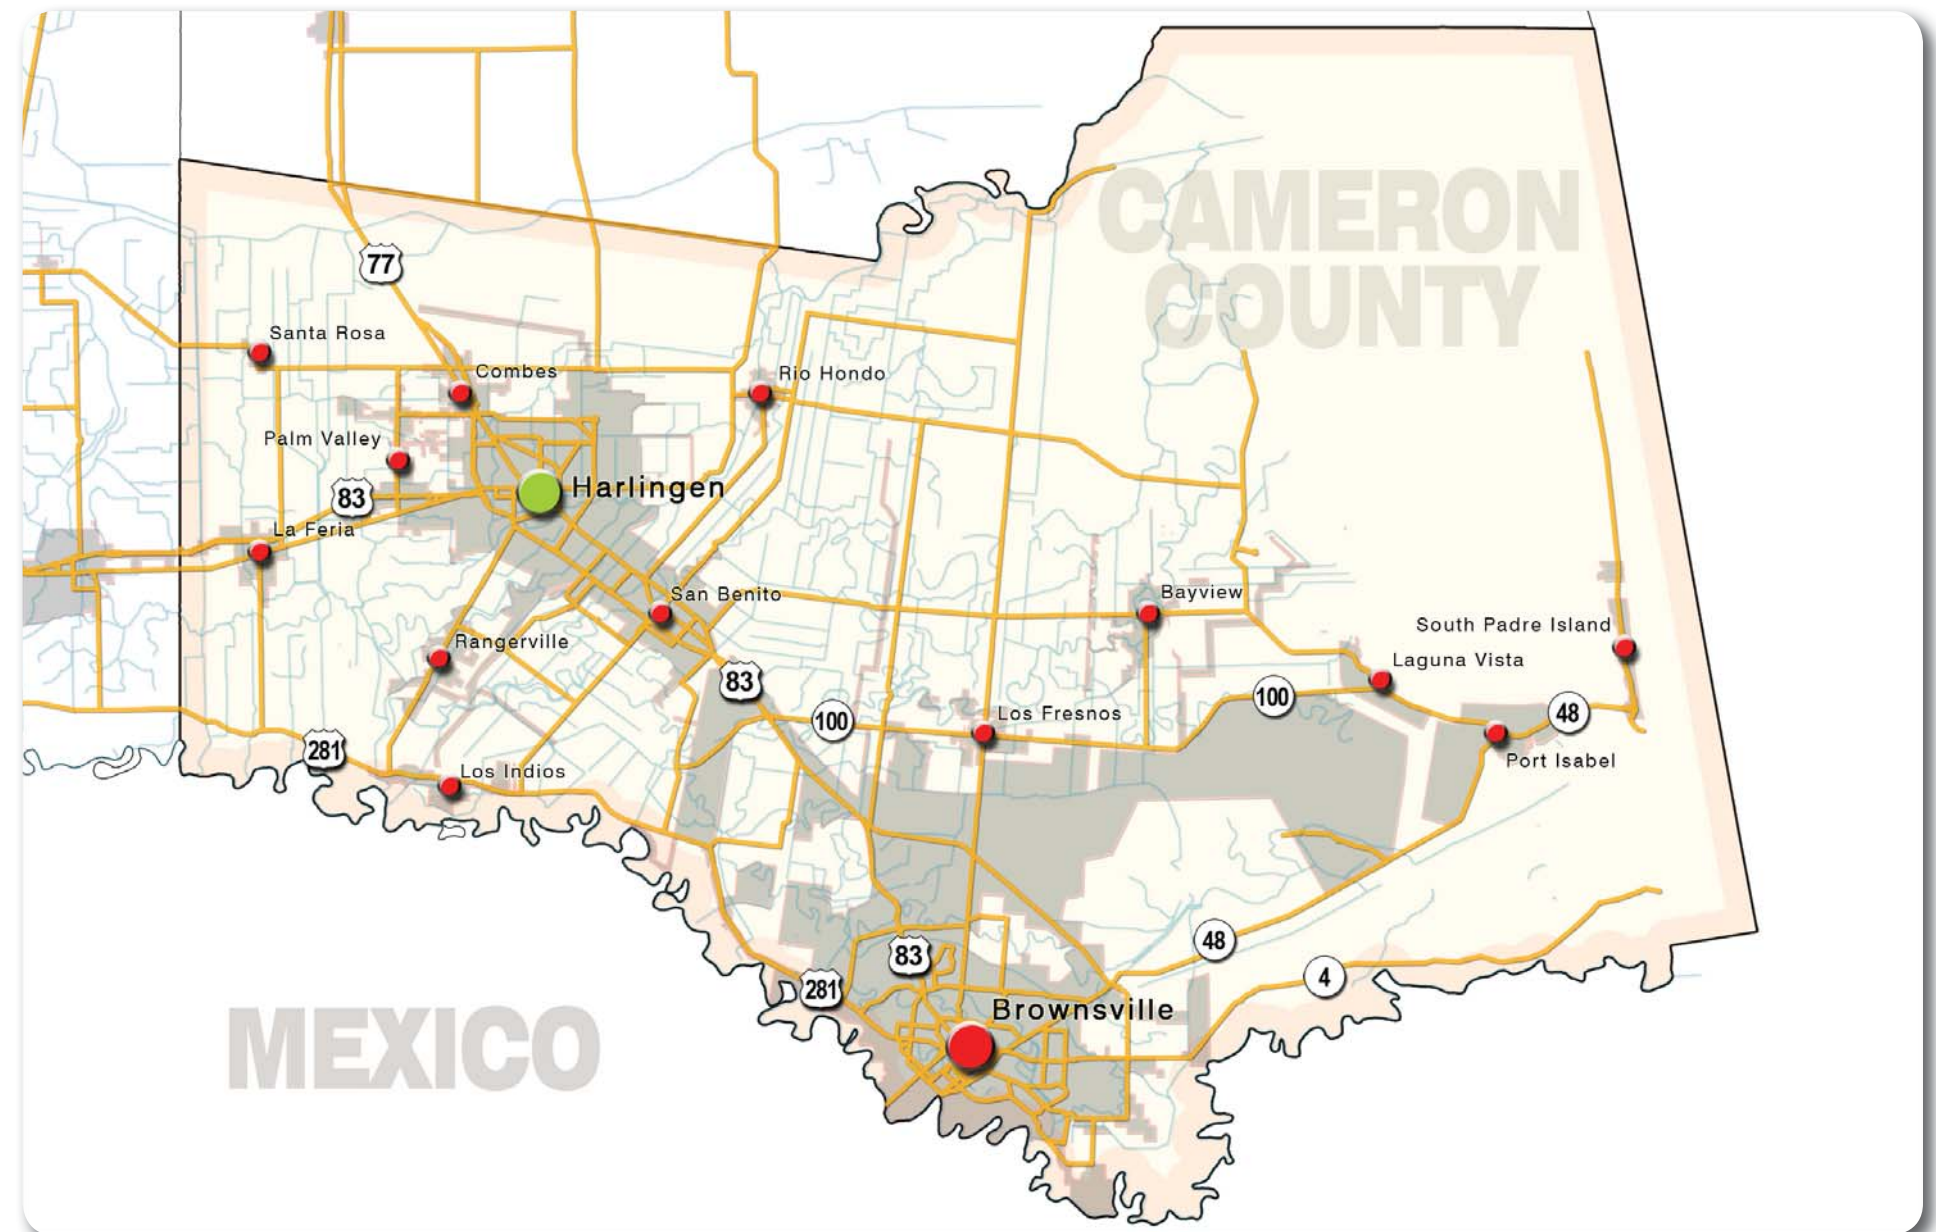 CAMERON
COUNTY
77
Santa Rosa
Combes
Rio Hondo
Palm Valley
83
Harlingen
La Feria
San Benito
Bayview
South Padre Island
Rangerville
Laguna Vista
83
100
100
Los Fresnos
48
281
Los Indios
Port Isabel
48
83
4
281
Brownsville
MEXICO